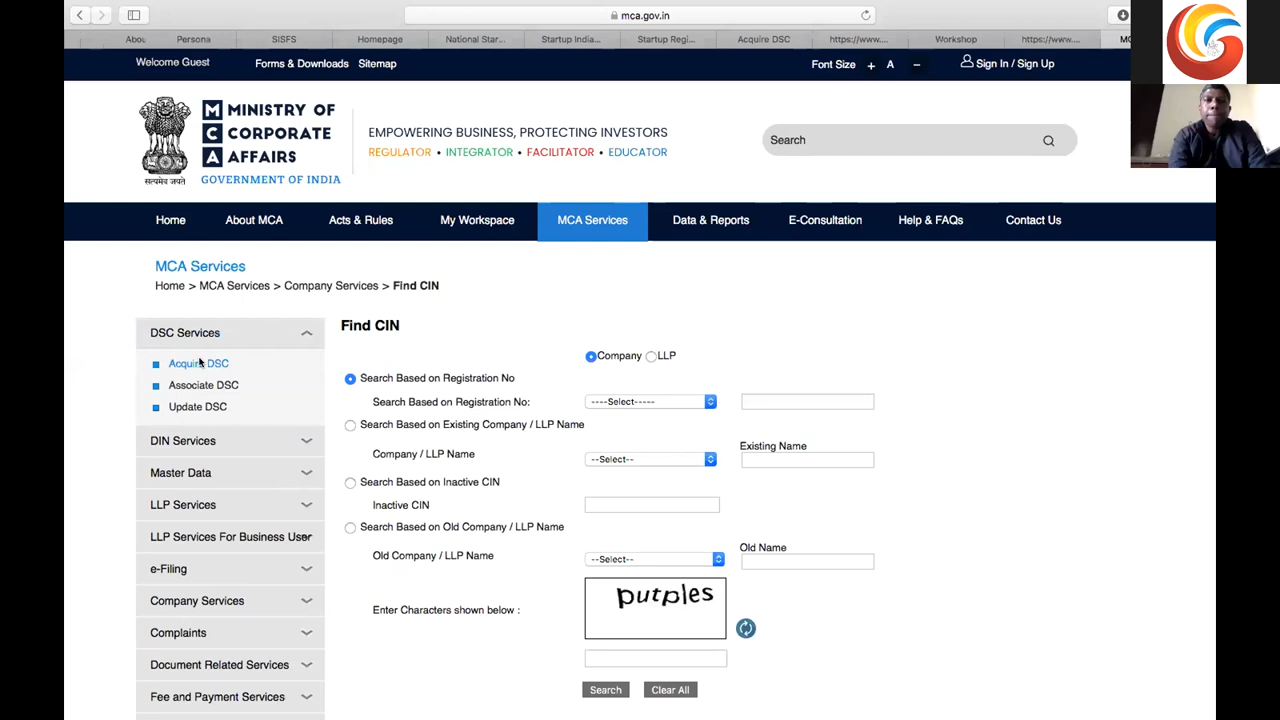 mca.gov.in
Abou
Persona
SISFS
Homepage
National Star...
Startup India...
Startup Regi...
Acquire DSC
https://www....
Workshop
https://www....
MC
Welcome Guest
Forms & Downloads
Sitemap
Font Size + A −
Sign In / Sign Up
MINISTRY OF
CORPORATE
AFFAIRS
GOVERNMENT OF INDIA
सत्यमेव जयते
EMPOWERING BUSINESS, PROTECTING INVESTORS
REGULATOR • INTEGRATOR • FACILITATOR • EDUCATOR
Search
Home
About MCA
Acts & Rules
My Workspace
MCA Services
Data & Reports
E-Consultation
Help & FAQs
Contact Us
MCA Services
Home > MCA Services > Company Services > Find CIN
DSC Services
Acquire DSC
Associate DSC
Update DSC
DIN Services
Master Data
LLP Services
LLP Services For Business User
e-Filing
Company Services
Complaints
Document Related Services
Fee and Payment Services
Find CIN
Company LLP
Search Based on Registration No
Search Based on Registration No:
----Select-----
Search Based on Existing Company / LLP Name
Existing Name
Company / LLP Name
--Select--
Search Based on Inactive CIN
Inactive CIN
Search Based on Old Company / LLP Name
Old Name
Old Company / LLP Name
--Select--
putples
Enter Characters shown below :
Search
Clear All